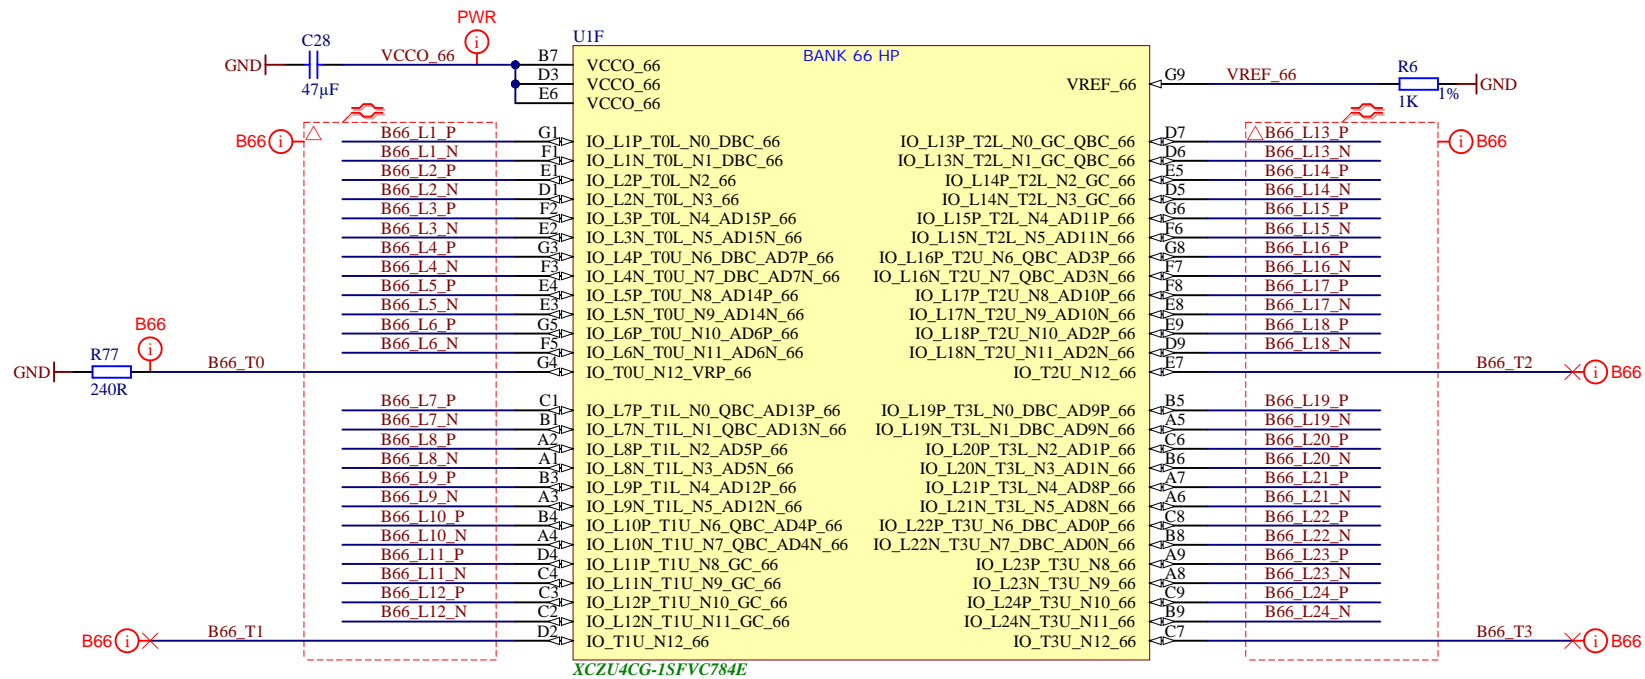 PWR
C28
GND
47µF
VCCO_66
U1F
BANK 66 HP
B7 VCCO_66
D3 VCCO_66
E6 VCCO_66
VREF_66 G9 VREF_66
R6
1K
1%
GND
B66 i
B66_L1_P G1 IO_L1P_T0L_N0_DBC_66
B66_L1_N F1 IO_L1N_T0L_N1_DBC_66
B66_L2_P E1 IO_L2P_T0L_N2_66
B66_L2_N D1 IO_L2N_T0L_N3_66
B66_L3_P F2 IO_L3P_T0L_N4_AD15P_66
B66_L3_N E2 IO_L3N_T0L_N5_AD15N_66
B66_L4_P G3 IO_L4P_T0U_N6_DBC_AD7P_66
B66_L4_N F3 IO_L4N_T0U_N7_DBC_AD7N_66
B66_L5_P E4 IO_L5P_T0U_N8_AD14P_66
B66_L5_N E3 IO_L5N_T0U_N9_AD14N_66
B66_L6_P G5 IO_L6P_T0U_N10_AD6P_66
B66_L6_N F5 IO_L6N_T0U_N11_AD6N_66
B66
i
R77
GND
240R
B66_T0 G4 IO_T0U_N12_VRP_66
B66_L7_P C1 IO_L7P_T1L_N0_QBC_AD13P_66
B66_L7_N B1 IO_L7N_T1L_N1_QBC_AD13N_66
B66_L8_P A2 IO_L8P_T1L_N2_AD5P_66
B66_L8_N A1 IO_L8N_T1L_N3_AD5N_66
B66_L9_P B3 IO_L9P_T1L_N4_AD12P_66
B66_L9_N A3 IO_L9N_T1L_N5_AD12N_66
B66_L10_P B4 IO_L10P_T1U_N6_QBC_AD4P_66
B66_L10_N A4 IO_L10N_T1U_N7_QBC_AD4N_66
B66_L11_P D4 IO_L11P_T1U_N8_GC_66
B66_L11_N C4 IO_L11N_T1U_N9_GC_66
B66_L12_P C3 IO_L12P_T1U_N10_GC_66
B66_L12_N C2 IO_L12N_T1U_N11_GC_66
B66 i B66_T1 D2 IO_T1U_N12_66
IO_L13P_T2L_N0_GC_QBC_66 D7 B66_L13_P
IO_L13N_T2L_N1_GC_QBC_66 D6 B66_L13_N
IO_L14P_T2L_N2_GC_66 E5 B66_L14_P
IO_L14N_T2L_N3_GC_66 D5 B66_L14_N
IO_L15P_T2L_N4_AD11P_66 G6 B66_L15_P
IO_L15N_T2L_N5_AD11N_66 F6 B66_L15_N
IO_L16P_T2U_N6_QBC_AD3P_66 G8 B66_L16_P
IO_L16N_T2U_N7_QBC_AD3N_66 F7 B66_L16_N
IO_L17P_T2U_N8_AD10P_66 F8 B66_L17_P
IO_L17N_T2U_N9_AD10N_66 E8 B66_L17_N
IO_L18P_T2U_N10_AD2P_66 E9 B66_L18_P
IO_L18N_T2U_N11_AD2N_66 D9 B66_L18_N
i B66
IO_T2U_N12_66 E7 B66_T2 i B66
IO_L19P_T3L_N0_DBC_AD9P_66 B5 B66_L19_P
IO_L19N_T3L_N1_DBC_AD9N_66 A5 B66_L19_N
IO_L20P_T3L_N2_AD1P_66 C6 B66_L20_P
IO_L20N_T3L_N3_AD1N_66 B6 B66_L20_N
IO_L21P_T3L_N4_AD8P_66 A7 B66_L21_P
IO_L21N_T3L_N5_AD8N_66 A6 B66_L21_N
IO_L22P_T3U_N6_DBC_AD0P_66 C8 B66_L22_P
IO_L22N_T3U_N7_DBC_AD0N_66 B8 B66_L22_N
IO_L23P_T3U_N8_66 A9 B66_L23_P
IO_L23N_T3U_N9_66 A8 B66_L23_N
IO_L24P_T3U_N10_66 C9 B66_L24_P
IO_L24N_T3U_N11_66 B9 B66_L24_N
IO_T3U_N12_66 C7 B66_T3 i B66
XCZU4CG-1SFVC784E